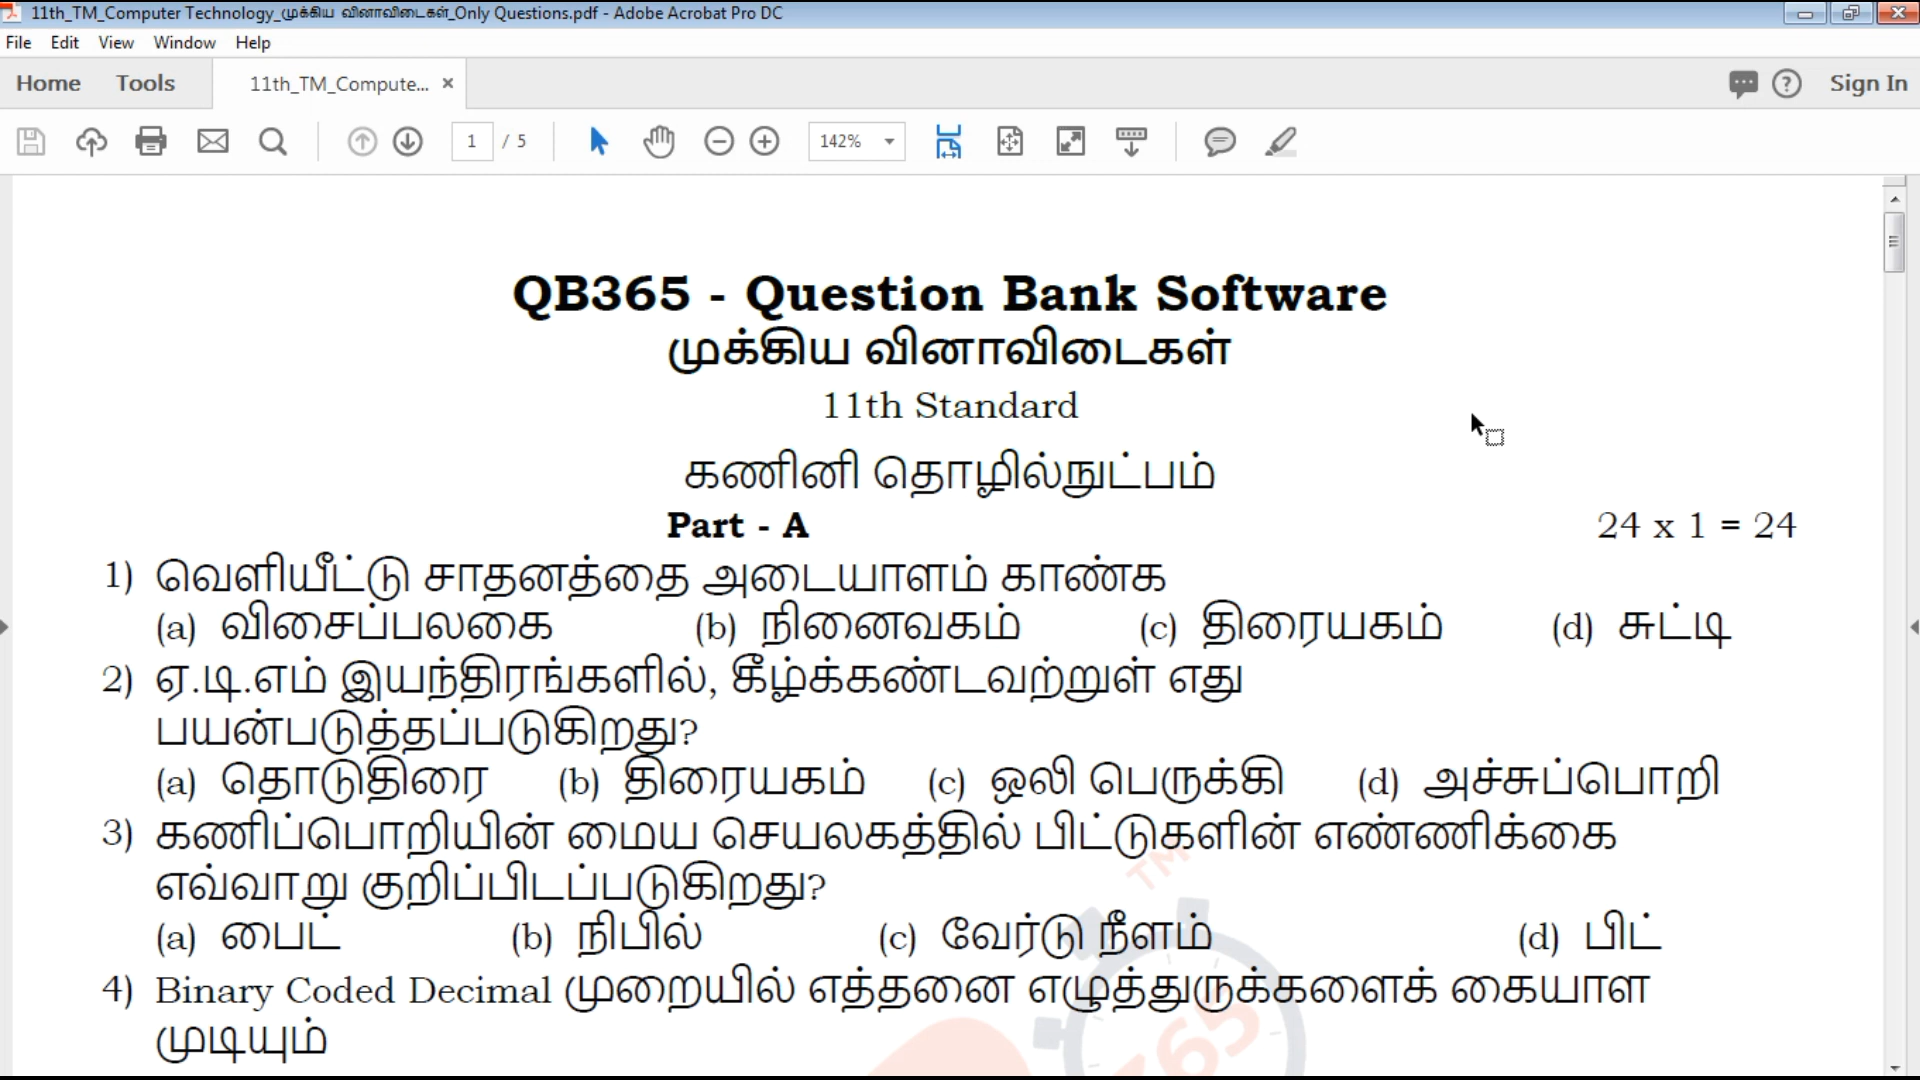 11th_TM_Computer Technology_முக்கிய வினாவிடைகள்_Only Questions.pdf - Adobe Acrobat Pro DC
File Edit View Window Help
Home Tools 11th_TM_Compute... × Sign In
1 / 5 142%
QB365 - Question Bank Software
முக்கிய வினாவிடைகள்
11th Standard
கணினி தொழில்நுட்பம்
Part - A 24 x 1 = 24
1) வெளியீட்டு சாதனத்தை அடையாளம் காண்க
(a) விசைப்பலகை (b) நினைவகம் (c) திரையகம் (d) சுட்டி
2) ஏ.டி.எம் இயந்திரங்களில், கீழ்க்கண்டவற்றுள் எது
பயன்படுத்தப்படுகிறது?
(a) தொடுதிரை (b) திரையகம் (c) ஒலி பெருக்கி (d) அச்சுப்பொறி
3) கணிப்பொறியின் மைய செயலகத்தில் பிட்டுகளின் எண்ணிக்கை
எவ்வாறு குறிப்பிடப்படுகிறது?
TM
(a) பைட் (b) நிபில் (c) வேர்டு நீளம் (d) பிட்
4) Binary Coded Decimal முறையில் எத்தனை எழுத்துருக்களைக் கையாள
முடியும்
365